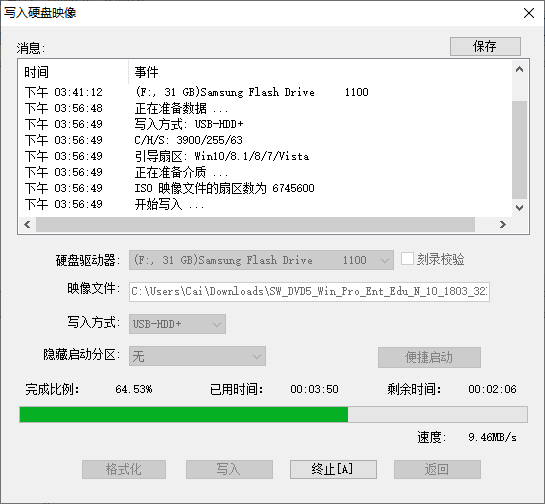 写入硬盘映像
消息:
保存
时间 事件
下午 03:41:12 (F:, 31 GB)Samsung Flash Drive 1100
下午 03:56:48 正在准备数据 ...
下午 03:56:49 写入方式: USB-HDD+
下午 03:56:49 C/H/S: 3900/255/63
下午 03:56:49 引导扇区: Win10/8.1/8/7/Vista
下午 03:56:49 正在准备介质 ...
下午 03:56:49 ISO 映像文件的扇区数为 6745600
下午 03:56:49 开始写入 ...
硬盘驱动器: (F:, 31 GB)Samsung Flash Drive 1100 刻录校验
映像文件: C:\Users\Cai\Downloads\SW_DVD5_Win_Pro_Ent_Edu_N_10_1803_32
写入方式: USB-HDD+
隐藏启动分区: 无 便捷启动
完成比例: 64.53% 已用时间: 00:03:50 剩余时间: 00:02:06
速度: 9.46MB/s
格式化 写入 终止[A] 返回